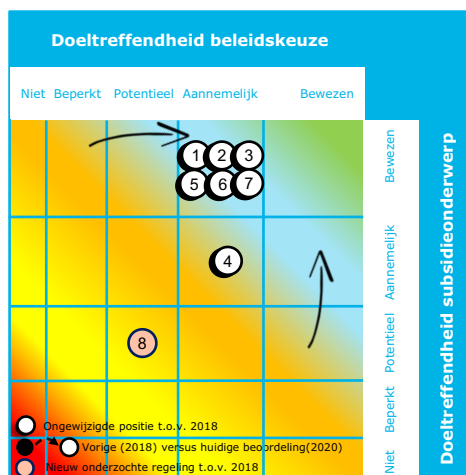 Doeltreffendheid beleidskeuze
Niet Beperkt Potentieel Aannemelijk Bewezen
1 2 3
5 6 7
4
8
Bewezen
Aannemelijk
Potentieel
Beperkt
Niet
Doeltreffendheid subsidieonderwerp
Ongewijzigde positie t.o.v. 2018
Vorige (2018) versus huidige beoordeling(2020)
Nieuw onderzochte regeling t.o.v. 2018